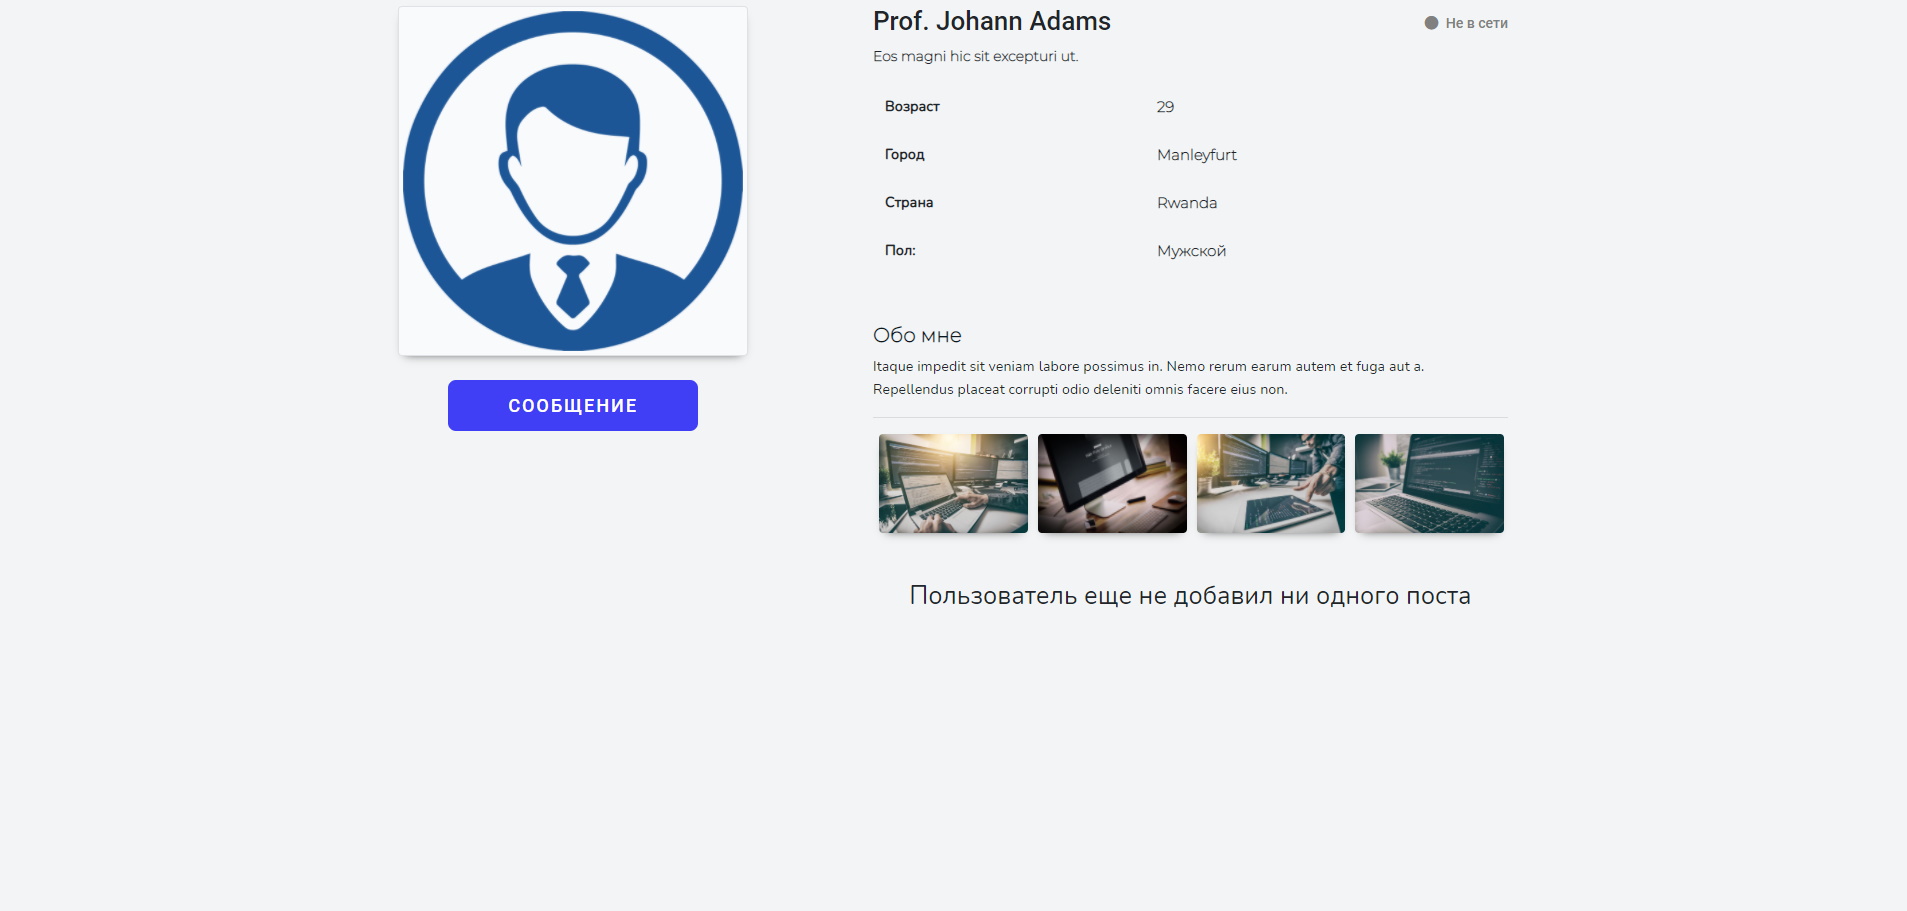 Prof. Johann Adams
Не в сети
Eos magni hic sit excepturi ut.
Возраст 29
Город Manleyfurt
Страна Rwanda
Пол: Мужской
Обо мне
Itaque impedit sit veniam labore possimus in. Nemo rerum earum autem et fuga aut a.
Repellendus placeat corrupti odio deleniti omnis facere eius non.
СООБЩЕНИЕ
Пользователь еще не добавил ни одного поста